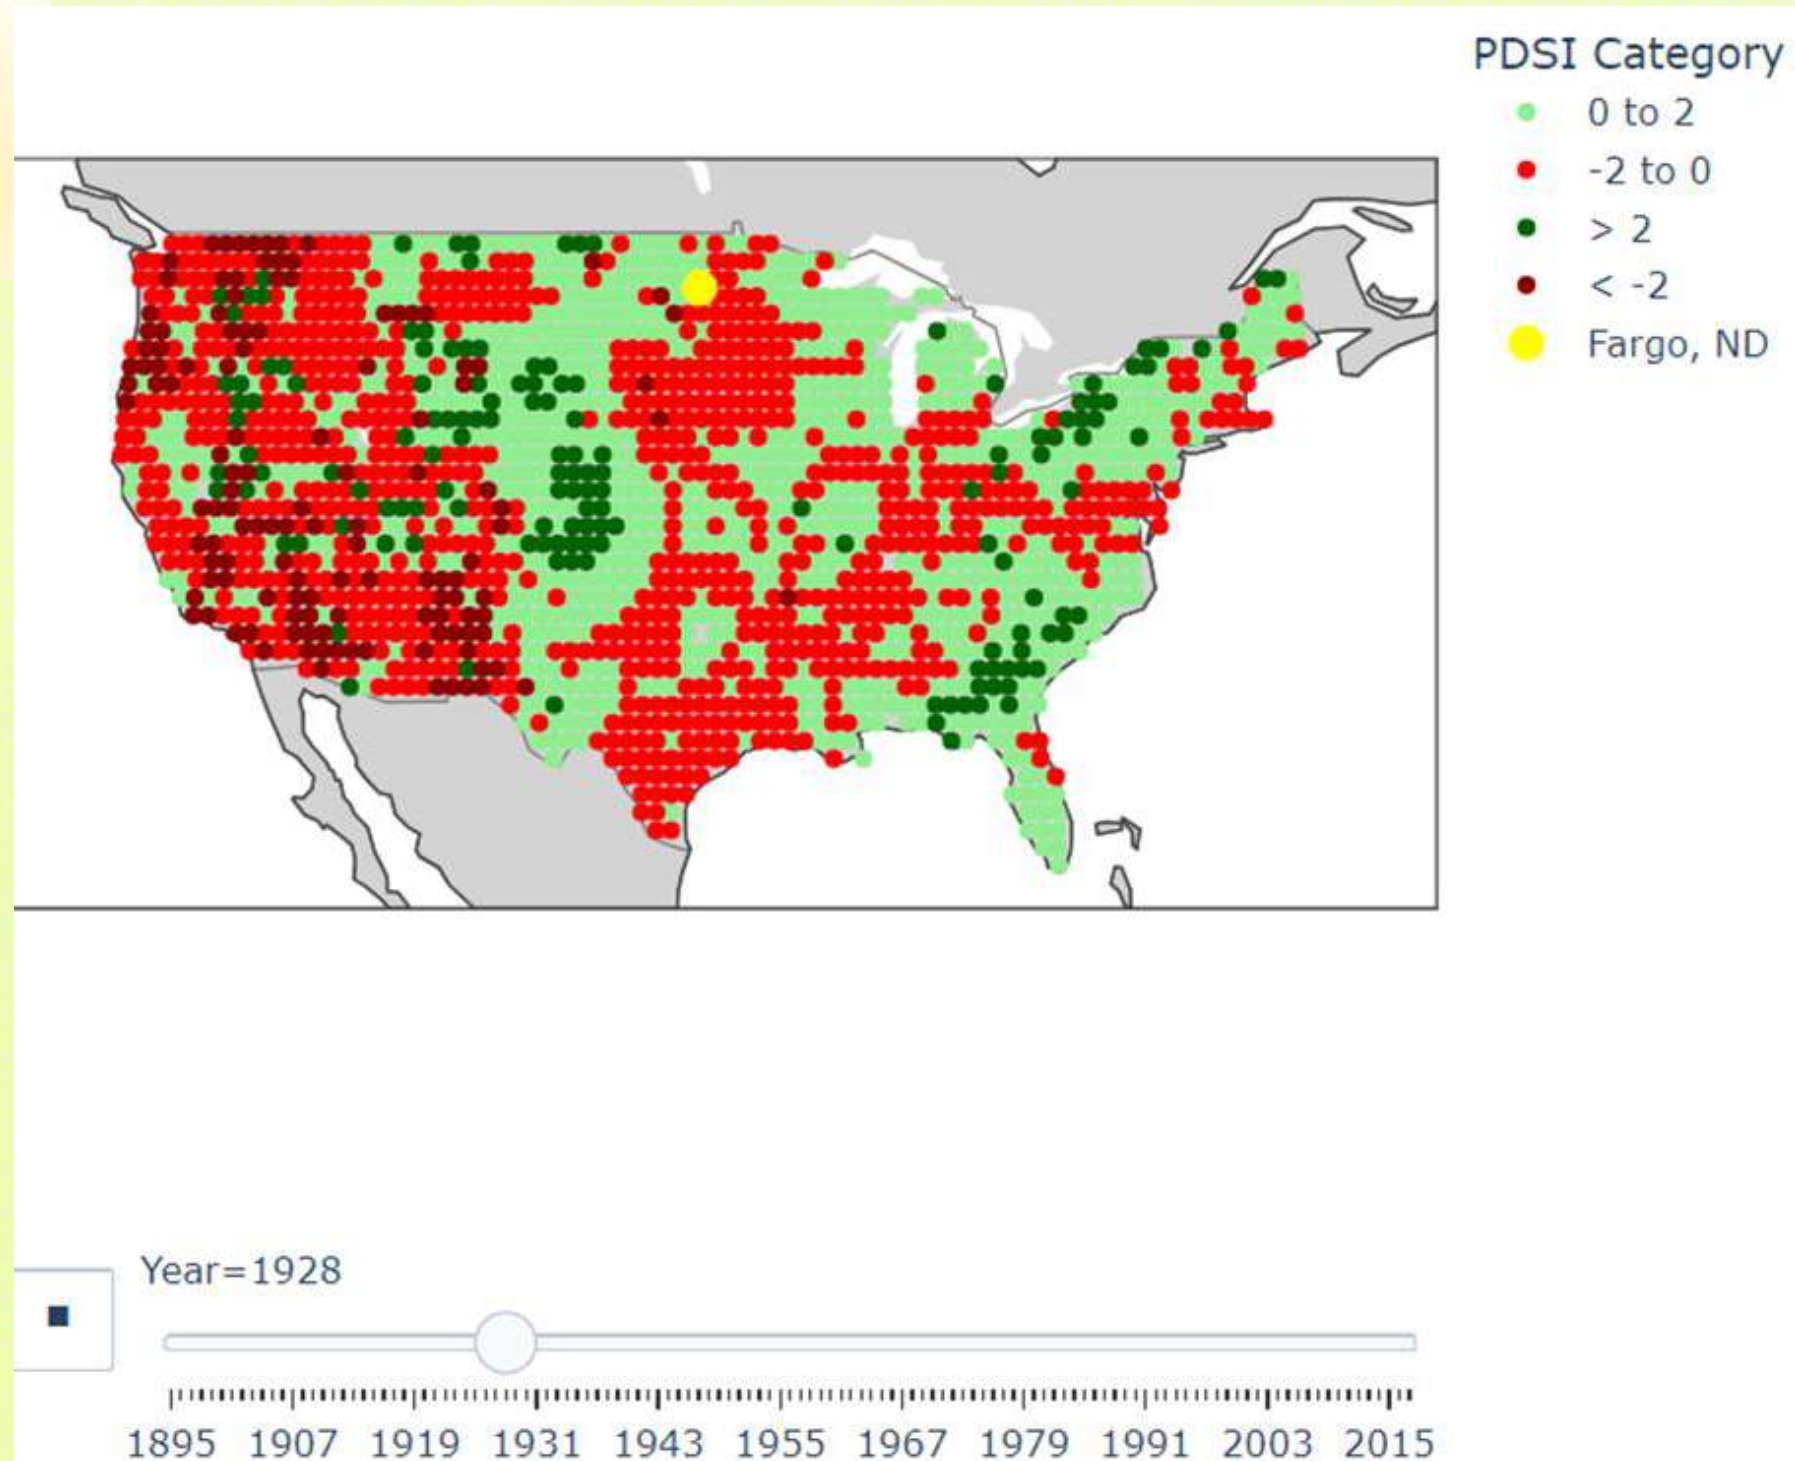 PDSI Category
0 to 2
-2 to 0
> 2
< -2
Fargo, ND
Year=1928
1895 1907 1919 1931 1943 1955 1967 1979 1991 2003 2015